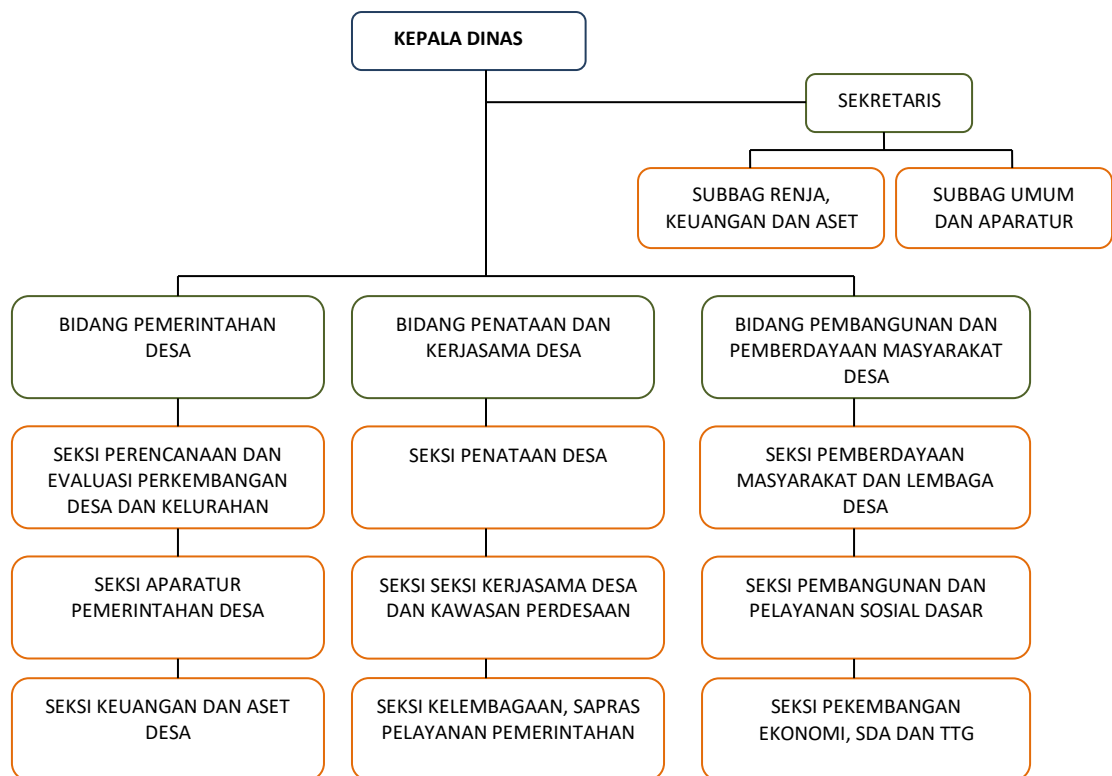 KEPALA DINAS
SEKRETARIS
SUBBAG RENJA,
KEUANGAN DAN ASET
SUBBAG UMUM
DAN APARATUR
BIDANG PEMERINTAHAN
DESA
BIDANG PENATAAN DAN
KERJASAMA DESA
BIDANG PEMBANGUNAN DAN
PEMBERDAYAAN MASYARAKAT
DESA
SEKSI PERENCANAAN DAN
EVALUASI PERKEMBANGAN
DESA DAN KELURAHAN
SEKSI PENATAAN DESA
SEKSI PEMBERDAYAAN
MASYARAKAT DAN LEMBAGA
DESA
SEKSI APARATUR
PEMERINTAHAN DESA
SEKSI SEKSI KERJASAMA DESA
DAN KAWASAN PERDESAAN
SEKSI PEMBANGUNAN DAN
PELAYANAN SOSIAL DASAR
SEKSI KEUANGAN DAN ASET
DESA
SEKSI KELEMBAGAAN, SAPRAS
PELAYANAN PEMERINTAHAN
SEKSI PEKEMBANGAN
EKONOMI, SDA DAN TTG